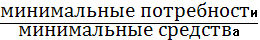 минимальные потребности
минимальные средства